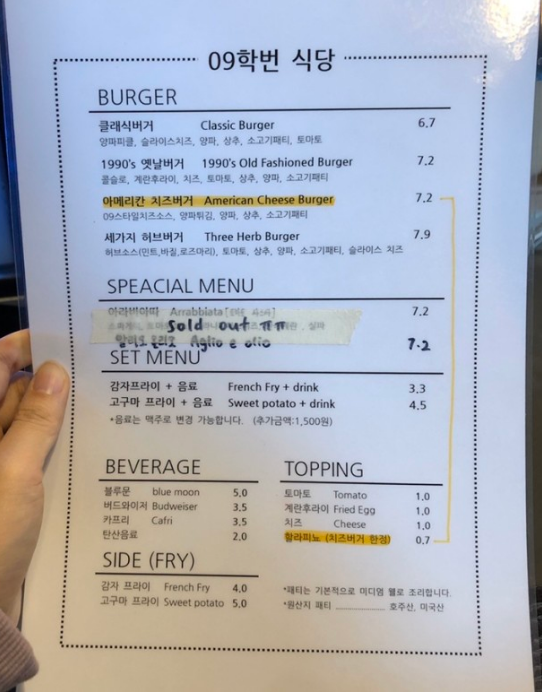 09학번 식당
BURGER
클래식버거 Classic Burger 6.7
양파피클, 슬라이스치즈, 양파, 상추, 소고기패티, 토마토
1990's 옛날버거 1990's Old Fashioned Burger 7.2
콜슬로, 계란후라이, 치즈, 토마토, 상추, 양파, 소고기패티
아메리칸 치즈버거 American Cheese Burger 7.2
09스타일치즈소스, 양파튀김, 양파, 상추, 소고기패티
세가지 허브버거 Three Herb Burger 7.9
허브소스(민트,바질,로즈마리), 토마토, 상추, 양파, 소고기패티, 슬라이스 치즈
SPEACIAL MENU
아라비아따 Arrabbiata 7.2
Sold out ㅠㅠ
알리오올리오 Aglio e olio 7.2
SET MENU
감자프라이 + 음료 French Fry + drink 3.3
고구마 프라이 + 음료 Sweet potato + drink 4.5
*음료는 맥주로 변경 가능합니다. (추가금액:1,500원)
BEVERAGE
블루문 blue moon 5.0
버드와이저 Budweiser 3.5
카프리 Cafri 3.5
탄산음료 2.0
SIDE (FRY)
감자 프라이 French Fry 4.0
고구마 프라이 Sweet potato 5.0
TOPPING
토마토 Tomato 1.0
계란후라이 Fried Egg 1.0
치즈 Cheese 1.0
할라피뇨 (치즈버거 한정) 0.7
*패티는 기본적으로 미디엄 웰로 조리합니다.
*원산지 패티 호주산, 미국산